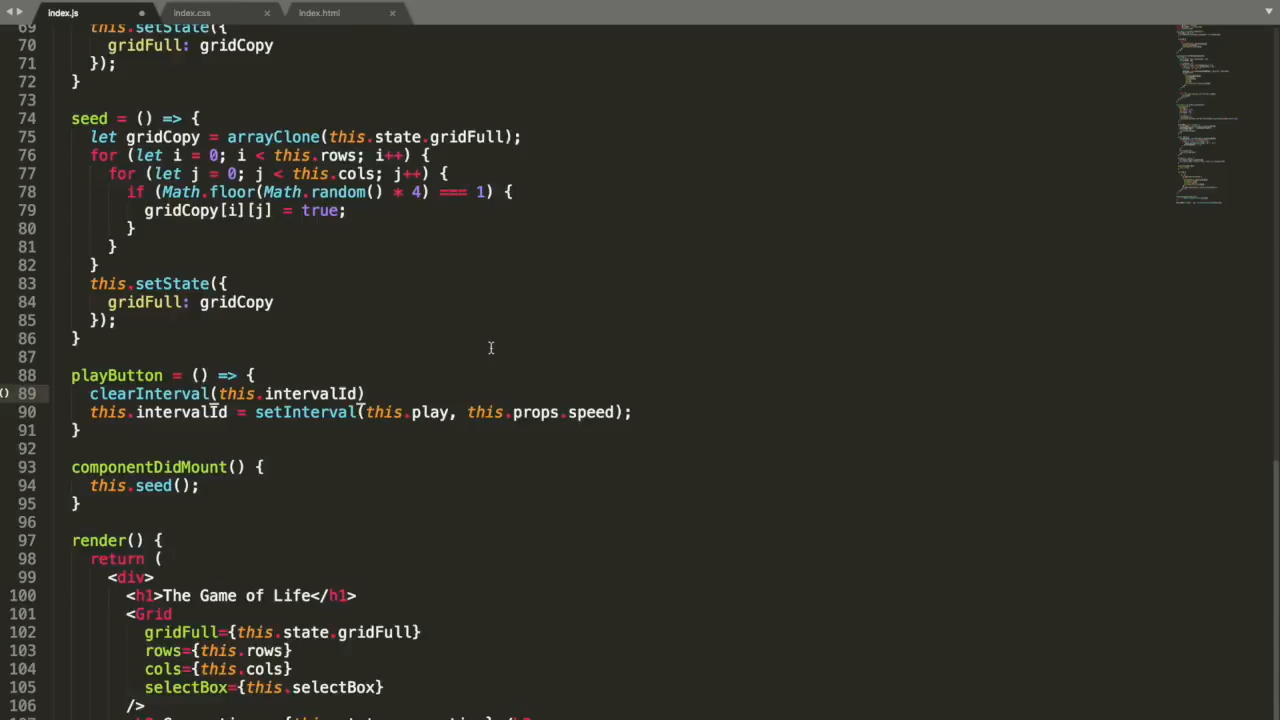 index.js
index.css
index.html
69 this.setState({
70 gridFull: gridCopy
71 });
72 }
73
74 seed = () => {
75 let gridCopy = arrayClone(this.state.gridFull);
76 for (let i = 0; i < this.rows; i++) {
77 for (let j = 0; j < this.cols; j++) {
78 if (Math.floor(Math.random() * 4) === 1) {
79 gridCopy[i][j] = true;
80 }
81 }
82 }
83 this.setState({
84 gridFull: gridCopy
85 });
86 }
87
88 playButton = () => {
() 89 clearInterval(this.intervalId)
90 this.intervalId = setInterval(this.play, this.props.speed);
91 }
92
93 componentDidMount() {
94 this.seed();
95 }
96
97 render() {
98 return (
99 <div>
100 <h1>The Game of Life</h1>
101 <Grid
102 gridFull={this.state.gridFull}
103 rows={this.rows}
104 cols={this.cols}
105 selectBox={this.selectBox}
106 />